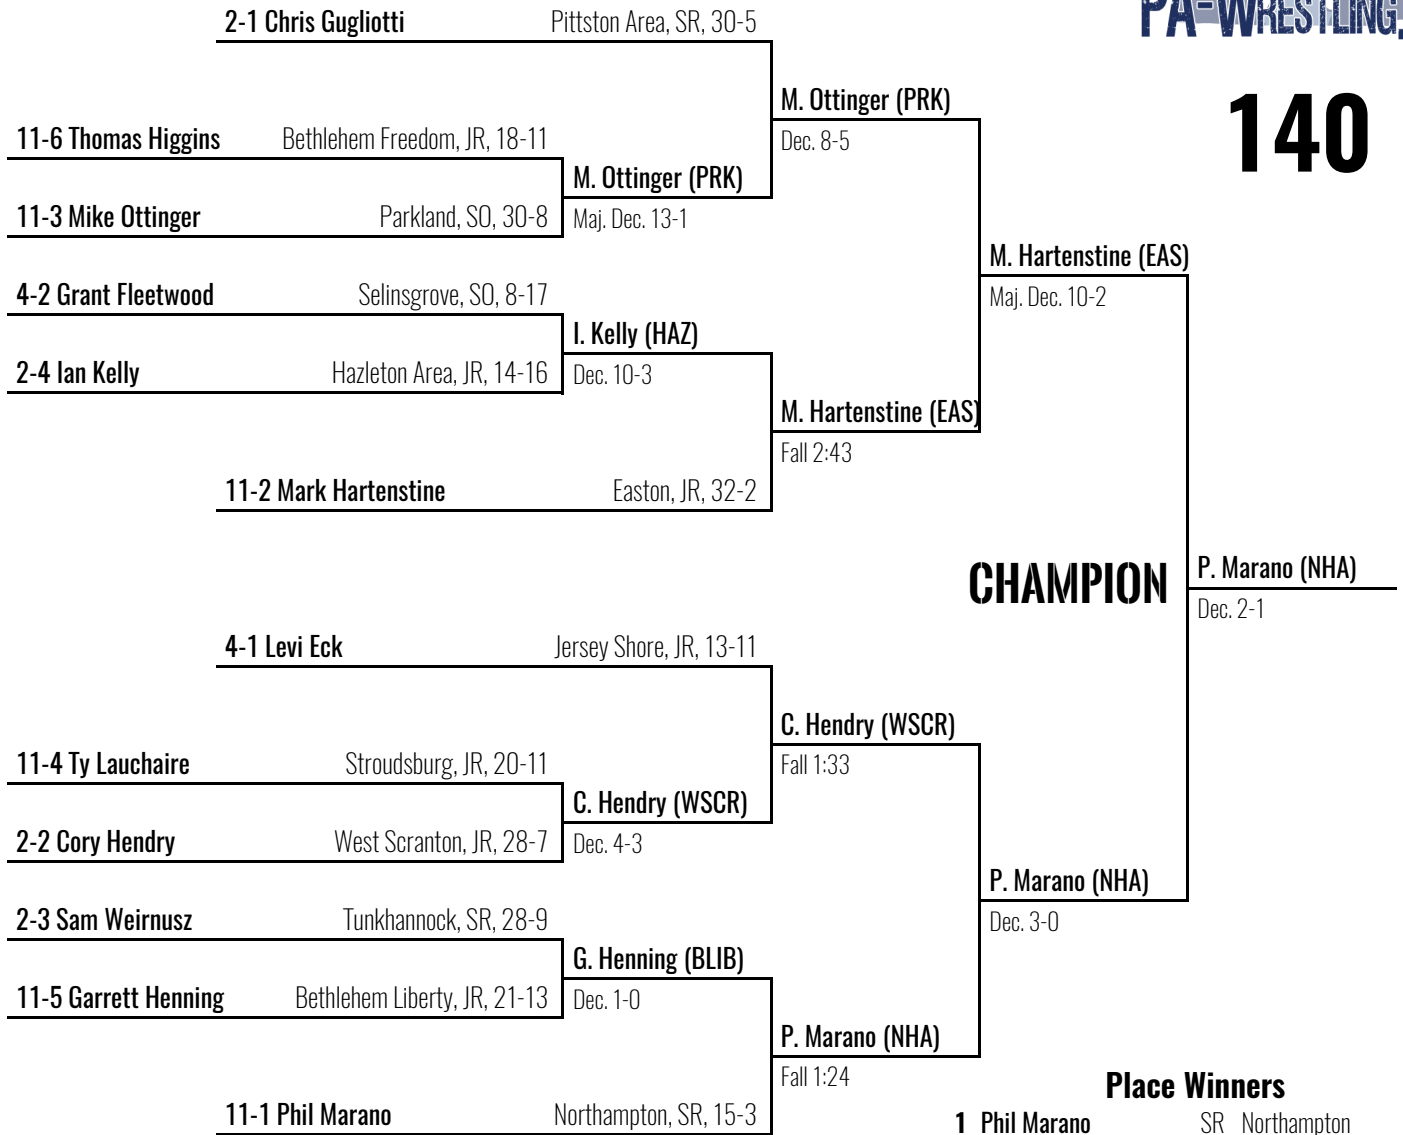 PA-WRESTLING.
140
2-1 Chris Gugliotti Pittston Area, SR, 30-5
M. Ottinger (PRK)
Dec. 8-5
11-6 Thomas Higgins Bethlehem Freedom, JR, 18-11
M. Ottinger (PRK)
Maj. Dec. 13-1
11-3 Mike Ottinger Parkland, SO, 30-8
M. Hartenstine (EAS)
Maj. Dec. 10-2
4-2 Grant Fleetwood Selinsgrove, SO, 8-17
I. Kelly (HAZ)
Dec. 10-3
2-4 Ian Kelly Hazleton Area, JR, 14-16
M. Hartenstine (EAS)
Fall 2:43
11-2 Mark Hartenstine Easton, JR, 32-2
CHAMPION
P. Marano (NHA)
Dec. 2-1
4-1 Levi Eck Jersey Shore, JR, 13-11
C. Hendry (WSCR)
Fall 1:33
11-4 Ty Lauchaire Stroudsburg, JR, 20-11
C. Hendry (WSCR)
Dec. 4-3
2-2 Cory Hendry West Scranton, JR, 28-7
P. Marano (NHA)
Dec. 3-0
2-3 Sam Weirnusz Tunkhannock, SR, 28-9
G. Henning (BLIB)
Dec. 1-0
11-5 Garrett Henning Bethlehem Liberty, JR, 21-13
P. Marano (NHA)
Fall 1:24
11-1 Phil Marano Northampton, SR, 15-3
Place Winners
1 Phil Marano SR Northampton